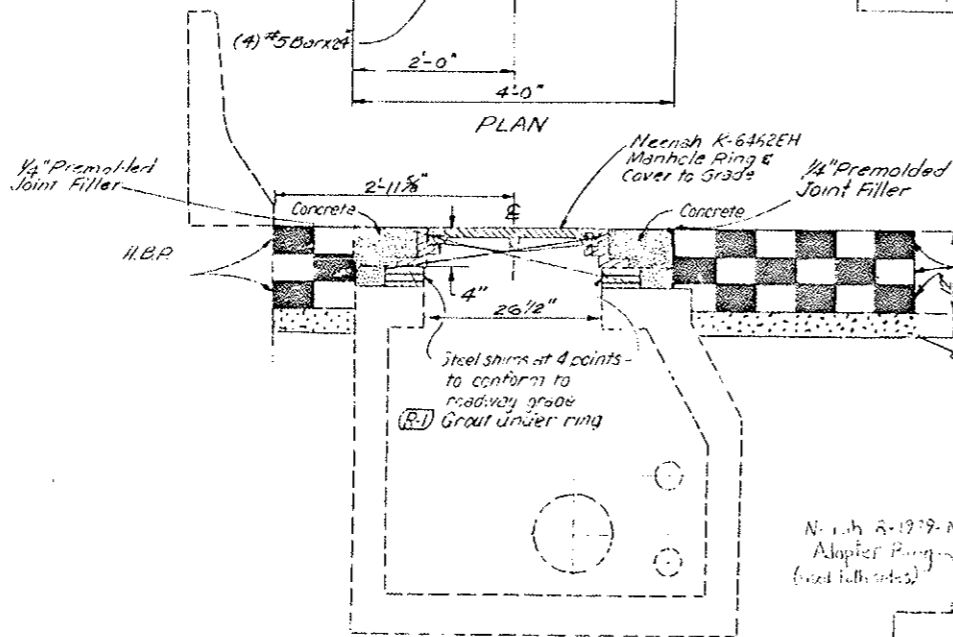 (4) #5 Bar x 24"
2'-0"
4'-0"
PLAN
Neenah K-6462EH
Manhole Ring &
Cover to Grade
1/4" Premolded
Joint Filler
1/4" Premolded
Joint Filler
2'-11 5/8"
Concrete
℄
Concrete
H.B.P.
4"
26 1/2"
Steel shims at 4 points-
to conform to
roadway grade
(R-1) Grout under ring
Adapter Ring